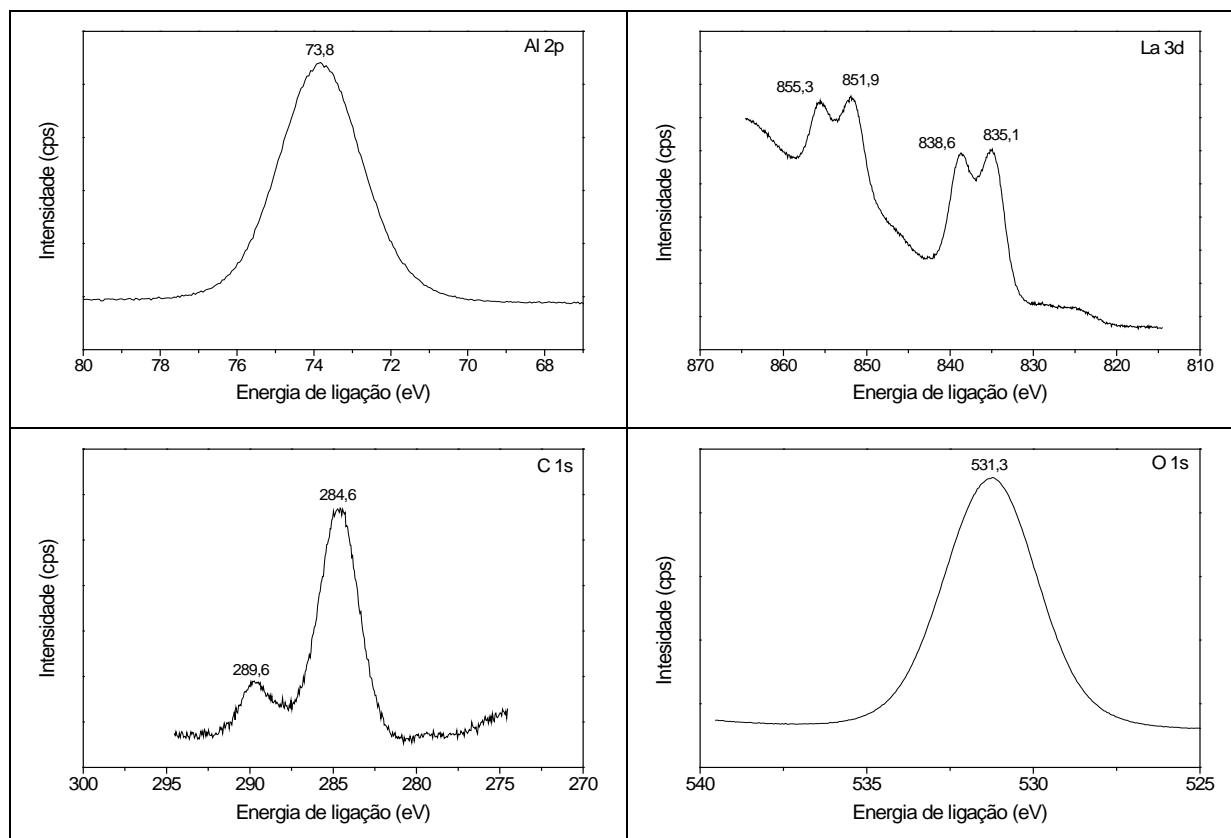 Al 2p
73,8
Intensidade (cps)
80 78 76 74 72 70 68
Energia de ligação (eV)
La 3d
855,3 851,9
838,6 835,1
Intensidade (cps)
870 860 850 840 830 820 810
Energia de ligação (eV)
C 1s
284,6
289,6
Intensidade (cps)
300 295 290 285 280 275 270
Energia de ligação (eV)
O 1s
531,3
Intesidade (cps)
540 535 530 525
Energia de ligação (eV)